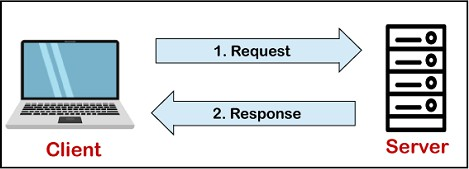 1. Request
2. Response
Client
Server